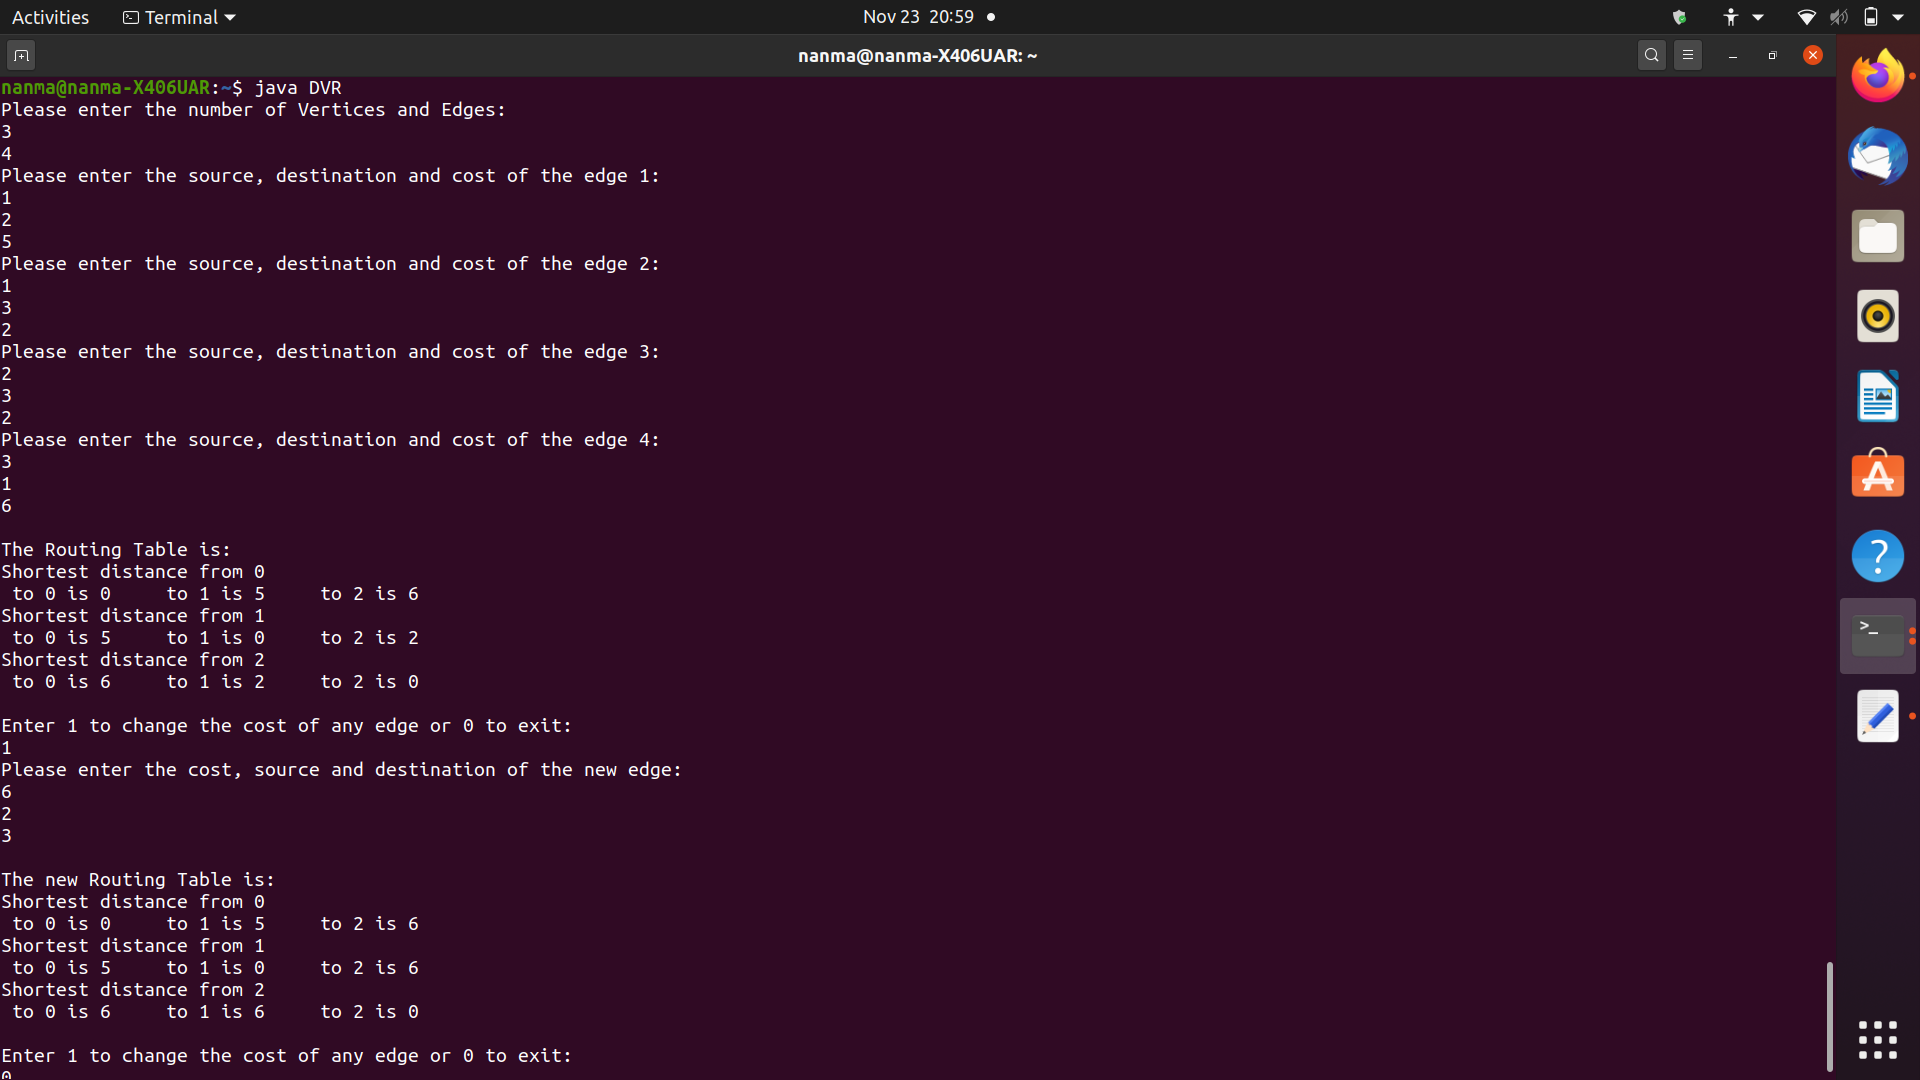 Activities
Terminal
Nov 23 20:59
nanma@nanma-X406UAR: ~
nanma@nanma-X406UAR:~$ java DVR
Please enter the number of Vertices and Edges:
3
4
Please enter the source, destination and cost of the edge 1:
1
2
5
Please enter the source, destination and cost of the edge 2:
1
3
2
Please enter the source, destination and cost of the edge 3:
2
3
2
Please enter the source, destination and cost of the edge 4:
3
1
6
The Routing Table is:
Shortest distance from 0
to 0 is 0 to 1 is 5 to 2 is 6
Shortest distance from 1
to 0 is 5 to 1 is 0 to 2 is 2
Shortest distance from 2
to 0 is 6 to 1 is 2 to 2 is 0
Enter 1 to change the cost of any edge or 0 to exit:
1
Please enter the cost, source and destination of the new edge:
6
2
3
The new Routing Table is:
Shortest distance from 0
to 0 is 0 to 1 is 5 to 2 is 6
Shortest distance from 1
to 0 is 5 to 1 is 0 to 2 is 6
Shortest distance from 2
to 0 is 6 to 1 is 6 to 2 is 0
Enter 1 to change the cost of any edge or 0 to exit:
0